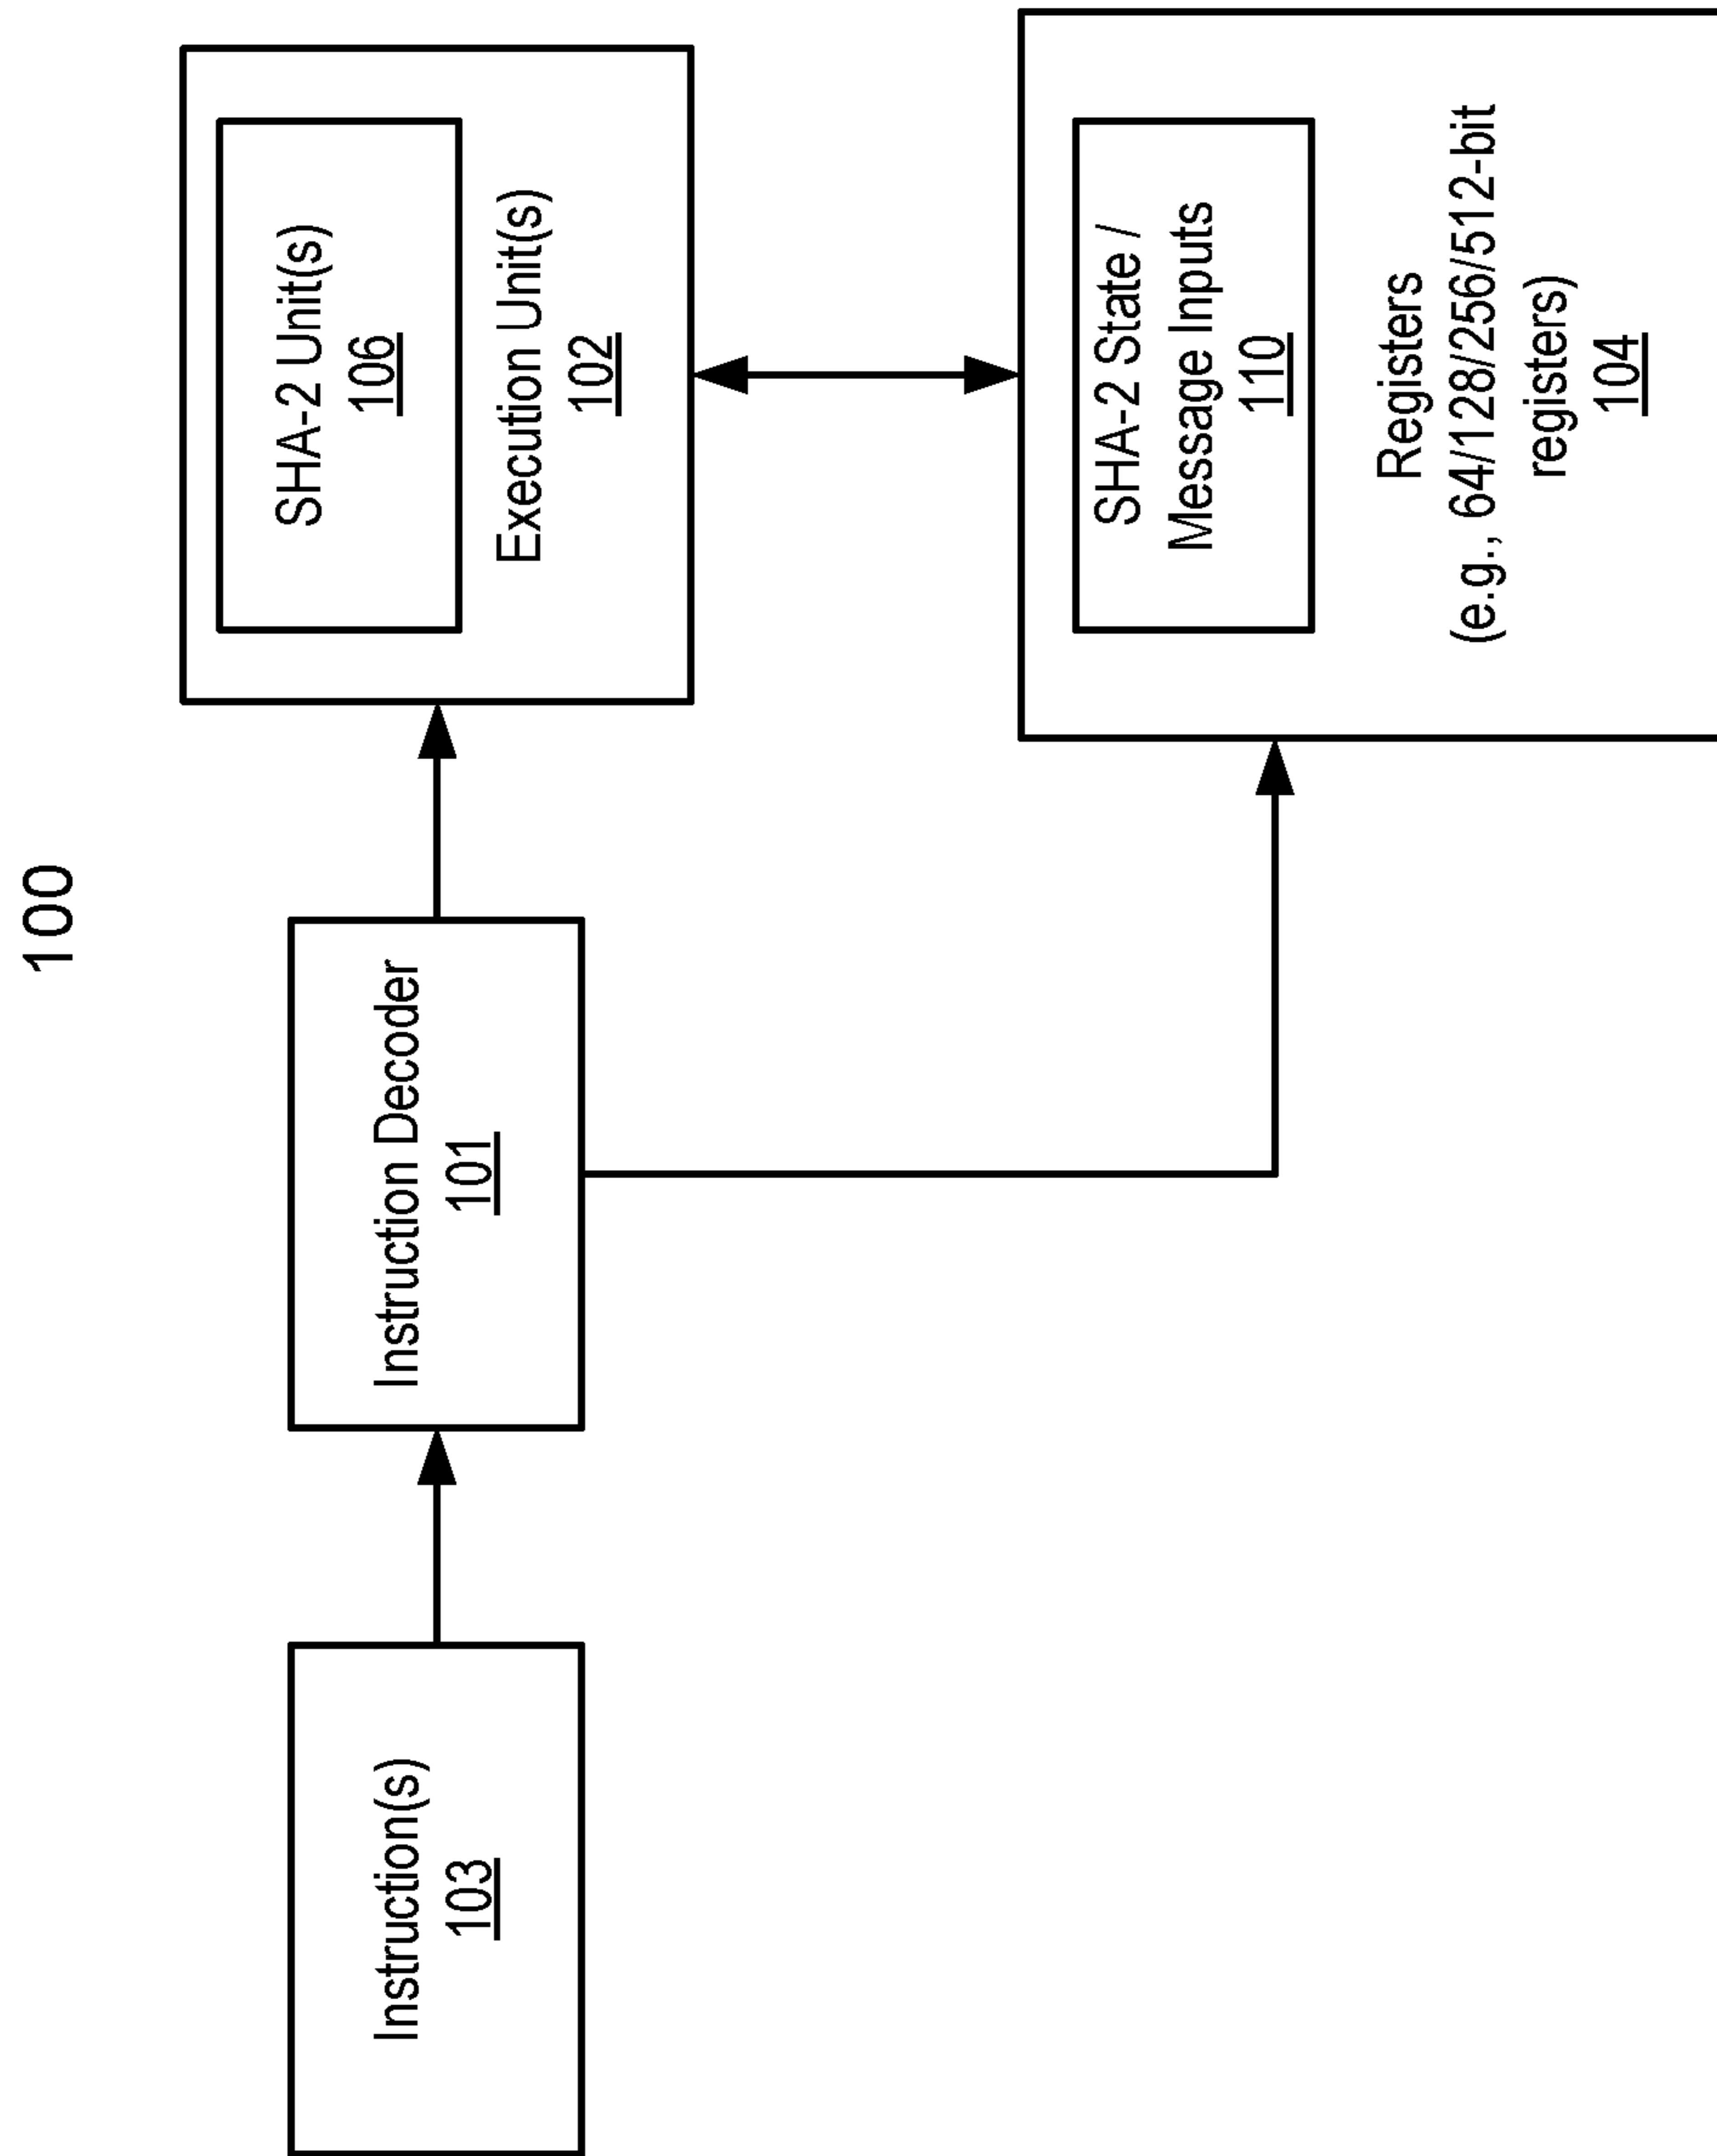 100
Instruction(s)
103
Instruction Decoder
101
SHA-2 Unit(s)
106
Execution Unit(s)
102
SHA-2 State /
Message Inputs
110
Registers
(e.g., 64/128/256/512-bit
registers)
104